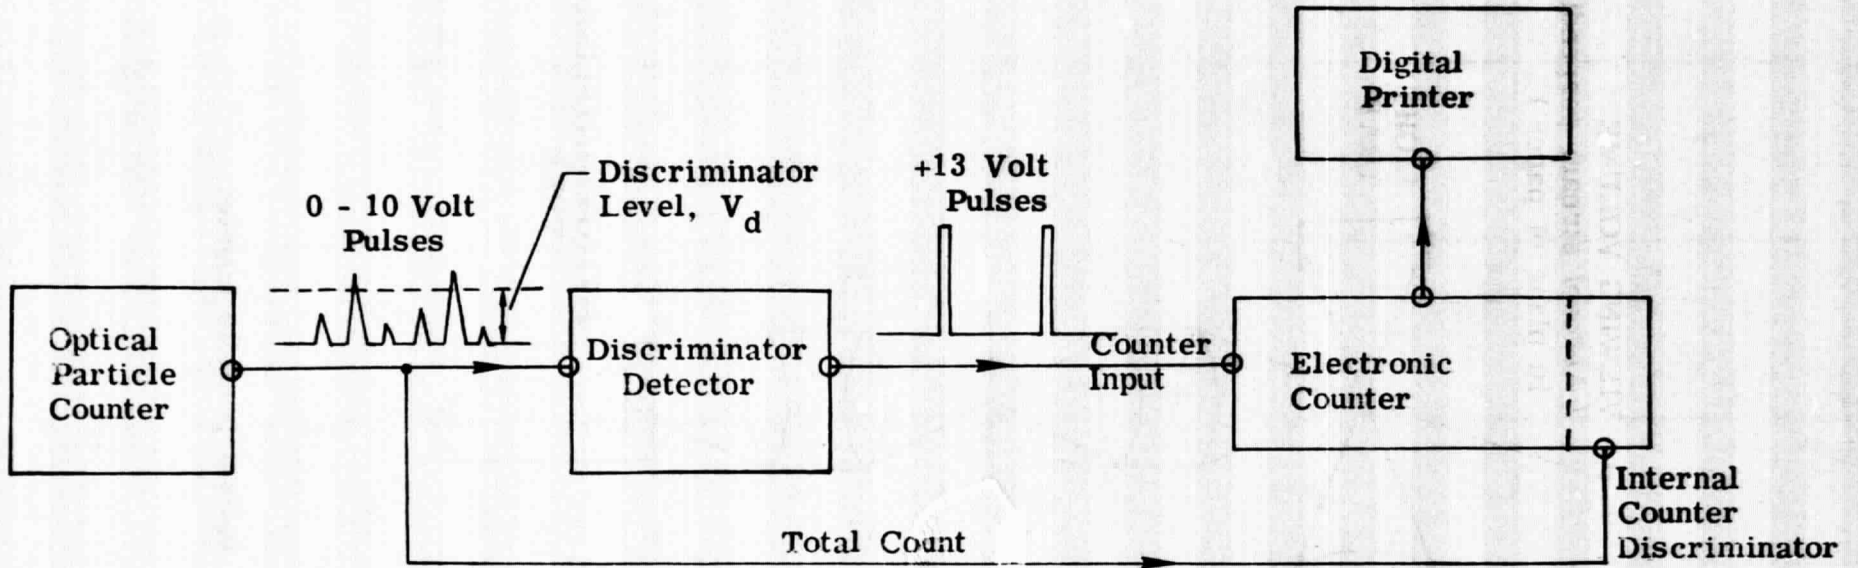 Digital
Printer
Discriminator
Level, V_d
+13 Volt
Pulses
0 - 10 Volt
Pulses
Optical
Particle
Counter
Discriminator
Detector
Counter
Input
Electronic
Counter
Internal
Counter
Discriminator
Total Count